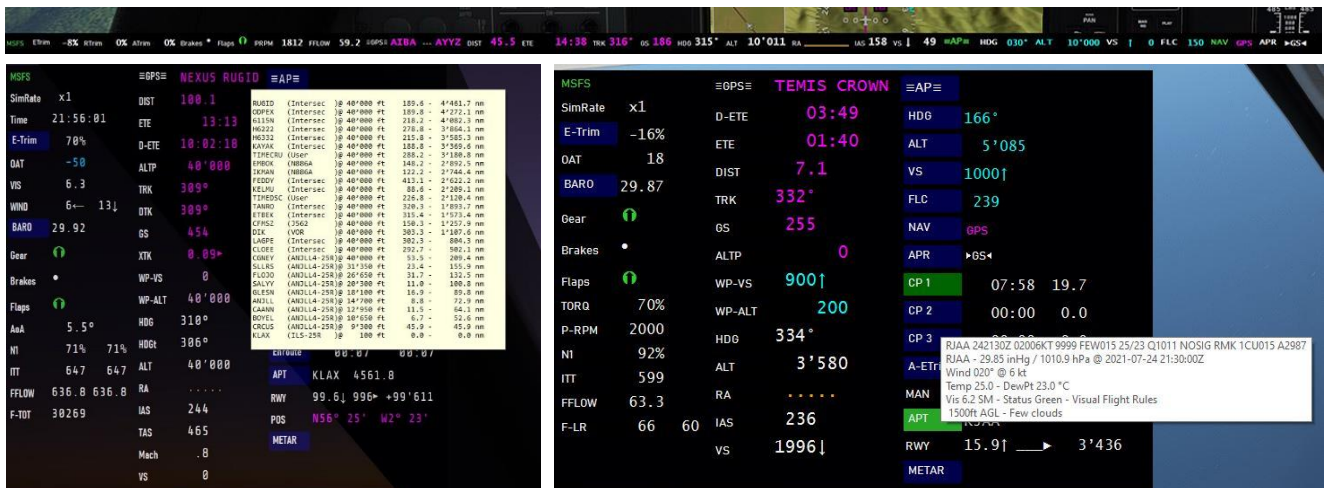 MSFS ETrim -8% RTrim 0% ATrim 0% Brakes * Flaps PRPM 1812 FFLOW 59.2 ≡GPS≡ AIBA ... AYYZ DIST 45.5 ETE 14:38 TRK 316° GS 186 HDG 315° ALT 10'011 RA IAS 158 VS ↓ 49 ≡AP≡ HDG 030° ALT 10'000 VS ↑ 0 FLC 150 NAV GPS APR ►GS◄
MSFS ≡GPS≡ NEXUS RUGID ≡AP≡
SimRate x1 DIST 180.1
Time 21:56:01 ETE 13:13
E-Trim 70% D-ETE 10:02:18
OAT -50 ALTP 40'000
VIS 6.3 TRK 309°
WIND 6← 13↓ DTK 309°
BARO 29.92 GS 454
Gear XTK 0.09►
Brakes • WP-VS 0
Flaps WP-ALT 40'000
AoA 5.5° HDG 310°
N1 71% 71% HDGt 306°
ITT 647 647 ALT 40'000
FFLOW 636.8 636.8 RA .....
F-TOT 30269 IAS 244
TAS 465
Mach .8
VS 0
RUGID (Intersec )@ 40'000 ft 189.6 - 4'461.7 nm
ODPEX (Intersec )@ 40'000 ft 189.8 - 4'272.1 nm
6115N (Intersec )@ 40'000 ft 218.2 - 4'082.3 nm
H6222 (Intersec )@ 40'000 ft 278.8 - 3'864.1 nm
H6332 (Intersec )@ 40'000 ft 215.8 - 3'585.3 nm
KAYAK (Intersec )@ 40'000 ft 188.8 - 3'369.6 nm
TIMECRU (User )@ 40'000 ft 288.2 - 3'180.8 nm
EMBOK (N886A )@ 40'000 ft 148.2 - 2'892.5 nm
IKMAN (N886A )@ 40'000 ft 122.2 - 2'744.4 nm
FEDDY (Intersec )@ 40'000 ft 413.1 - 2'622.2 nm
KELMU (Intersec )@ 40'000 ft 88.6 - 2'209.1 nm
TIMEDSC (User )@ 40'000 ft 226.8 - 2'120.4 nm
TANRO (Intersec )@ 40'000 ft 320.3 - 1'893.7 nm
ETBEK (Intersec )@ 40'000 ft 315.4 - 1'573.4 nm
CFMSZ (J562 )@ 40'000 ft 150.3 - 1'257.9 nm
DIK (VOR )@ 40'000 ft 303.3 - 1'107.6 nm
LAGPE (Intersec )@ 40'000 ft 302.3 - 804.3 nm
CLOEE (Intersec )@ 40'000 ft 292.7 - 502.1 nm
CGNEY (ANJLL4-25R)@ 40'000 ft 53.5 - 209.4 nm
SLLRS (ANJLL4-25R)@ 31'350 ft 23.4 - 155.9 nm
FLOJO (ANJLL4-25R)@ 26'650 ft 31.7 - 132.5 nm
SALYY (ANJLL4-25R)@ 20'300 ft 11.0 - 100.8 nm
GLESN (ANJLL4-25R)@ 18'100 ft 16.9 - 89.8 nm
ANJLL (ANJLL4-25R)@ 14'700 ft 8.8 - 72.9 nm
CAANN (ANJLL4-25R)@ 12'950 ft 11.5 - 64.1 nm
BOYEL (ANJLL4-25R)@ 10'650 ft 6.7 - 52.6 nm
CRCUS (ANJLL4-25R)@ 9'300 ft 45.9 - 45.9 nm
KLAX (ILS-25R )@ 100 ft 0.0 - 0.0 nm
Enroute 00:07 00:07
APT KLAX 4561.8
RWY 99.6↓ 996► +99'611
POS N56° 25' W2° 23'
METAR
MSFS ≡GPS≡ TEMIS CROWN ≡AP≡
SimRate x1 D-ETE 03:49 HDG 166°
E-Trim -16% ETE 01:40 ALT 5'085
OAT 18 DIST 7.1 VS 1000↑
BARO 29.87 TRK 332° FLC 239
Gear GS 255 NAV GPS
Brakes • ALTP 0 APR ►GS◄
Flaps WP-VS 900↑ CP 1 07:58 19.7
TORQ 70% WP-ALT 200 CP 2 00:00 0.0
P-RPM 2000 HDG 334° CP 3
N1 92% ALT 3'580 A-ETri
ITT 599 RA ..... MAN
FFLOW 63.3 IAS 236 APT RJAA
F-LR 66 60 VS 1996↓ RWY 15.9↑ ___► 3'436
METAR
RJAA 242130Z 02006KT 9999 FEW015 25/23 Q1011 NOSIG RMK 1CU015 A2987
RJAA - 29.85 inHg / 1010.9 hPa @ 2021-07-24 21:30:00Z
Wind 020° @ 6 kt
Temp 25.0 - DewPt 23.0 °C
Vis 6.2 SM - Status Green - Visual Flight Rules
1500ft AGL - Few clouds